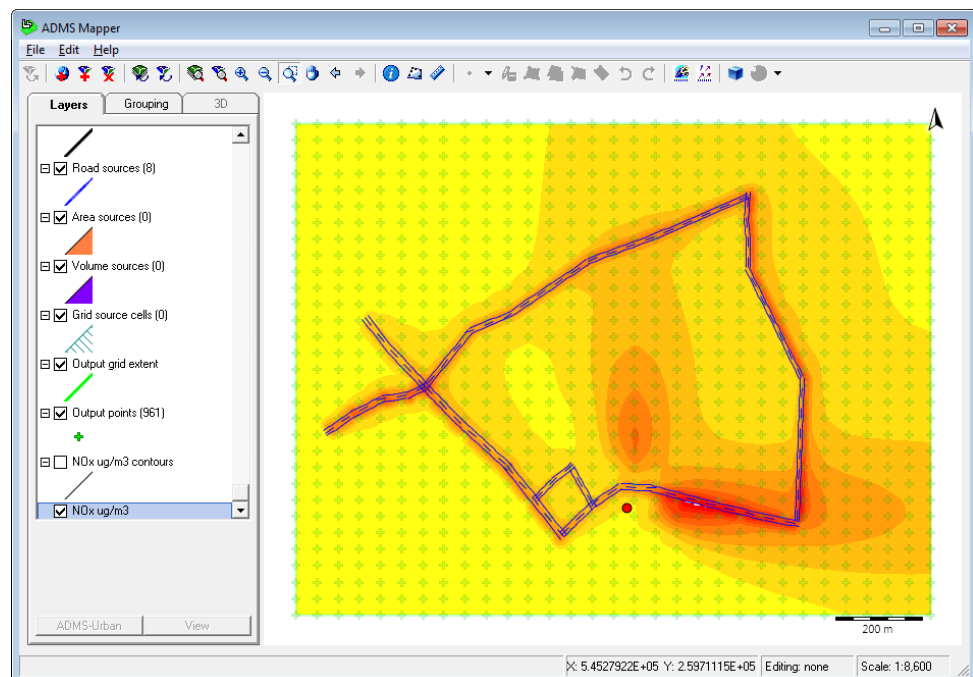 ADMS Mapper
File Edit Help
Layers Grouping 3D
Road sources (8)
Area sources (0)
Volume sources (0)
Grid source cells (0)
Output grid extent
Output points (961)
NOx ug/m3 contours
NOx ug/m3
ADMS-Urban View
200 m
X: 5.4527922E+05 Y: 2.5971115E+05 Editing: none Scale: 1:8,600